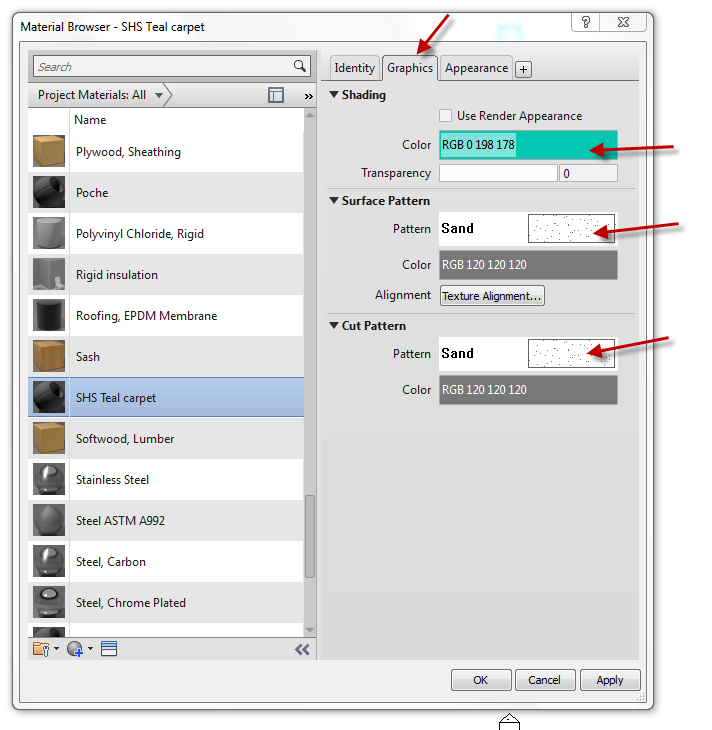 Material Browser - SHS Teal carpet
Search
Project Materials: All
Name
Plywood, Sheathing
Poche
Polyvinyl Chloride, Rigid
Rigid insulation
Roofing, EPDM Membrane
Sash
SHS Teal carpet
Softwood, Lumber
Stainless Steel
Steel ASTM A992
Steel, Carbon
Steel, Chrome Plated
Identity Graphics Appearance +
Shading
Use Render Appearance
Color RGB 0 198 178
Transparency 0
Surface Pattern
Pattern Sand
Color RGB 120 120 120
Alignment Texture Alignment...
Cut Pattern
Pattern Sand
Color RGB 120 120 120
OK Cancel Apply